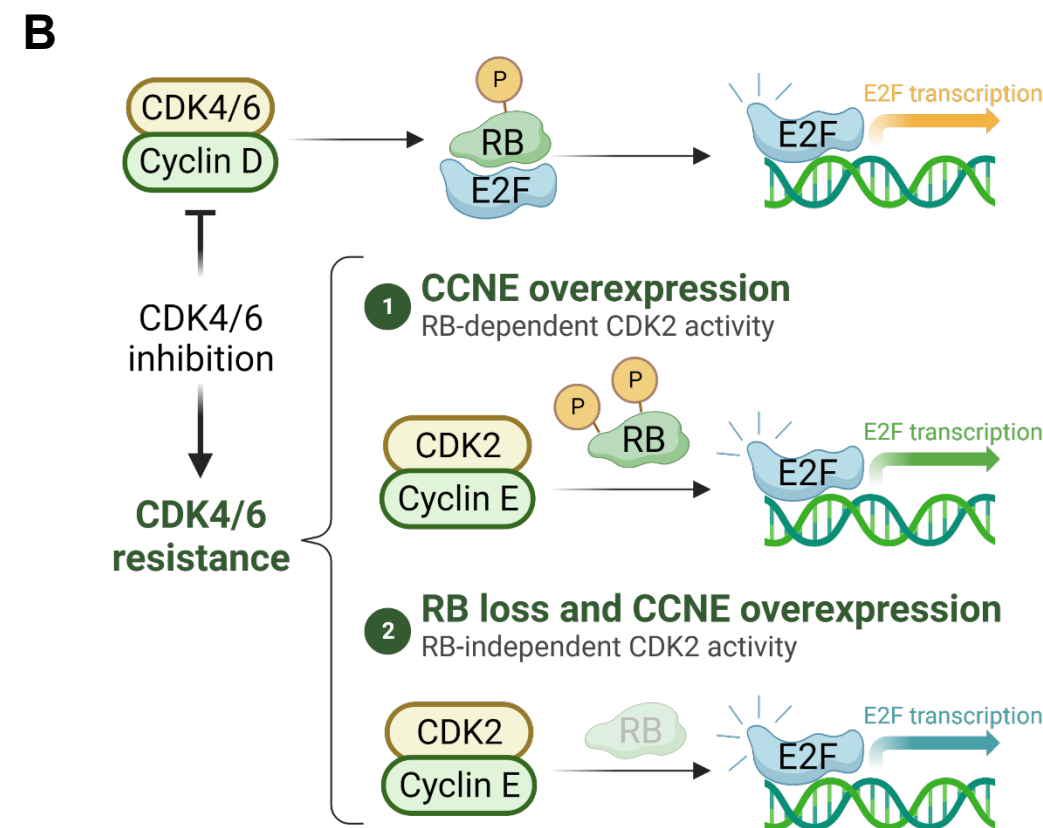 B
CDK4/6
Cyclin D
P
RB
E2F
E2F
E2F transcription
CDK4/6
inhibition
CDK4/6
resistance
1
CCNE overexpression
RB-dependent CDK2 activity
CDK2
Cyclin E
P
P
RB
E2F
E2F transcription
2
RB loss and CCNE overexpression
RB-independent CDK2 activity
CDK2
Cyclin E
RB
E2F
E2F transcription